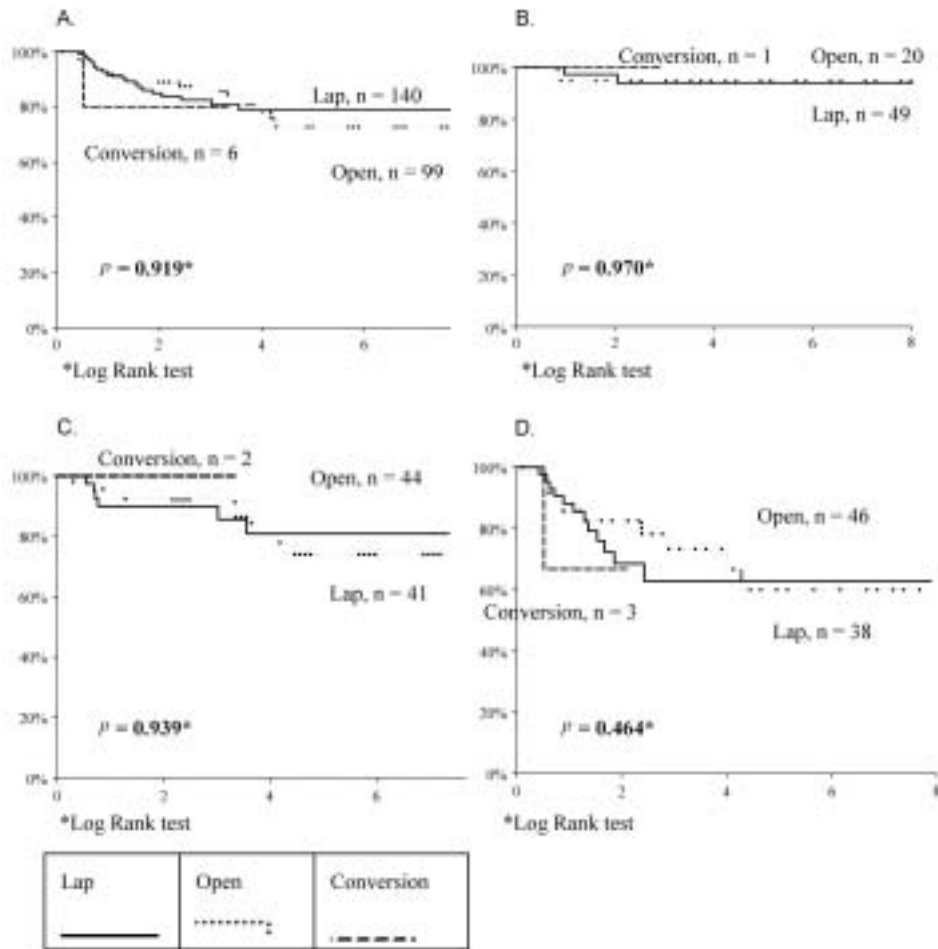 A.
100%
80%
60%
40%
20%
0%
Lap, n = 140
Conversion, n = 6
Open, n = 99
p = 0.919*
0 2 4 6
*Log Rank test
B.
100%
80%
60%
40%
20%
0%
Conversion, n = 1 Open, n = 20
Lap, n = 49
p = 0.970*
0 2 4 6 8
*Log Rank test
C.
100%
80%
60%
40%
20%
0%
Conversion, n = 2
Open, n = 44
Lap, n = 41
p = 0.939*
0 2 4 6
*Log Rank test
D.
100%
80%
60%
40%
20%
0%
Open, n = 46
Conversion, n = 3
Lap, n = 38
p = 0.464*
0 2 4 6 8
*Log Rank test
Lap Open Conversion